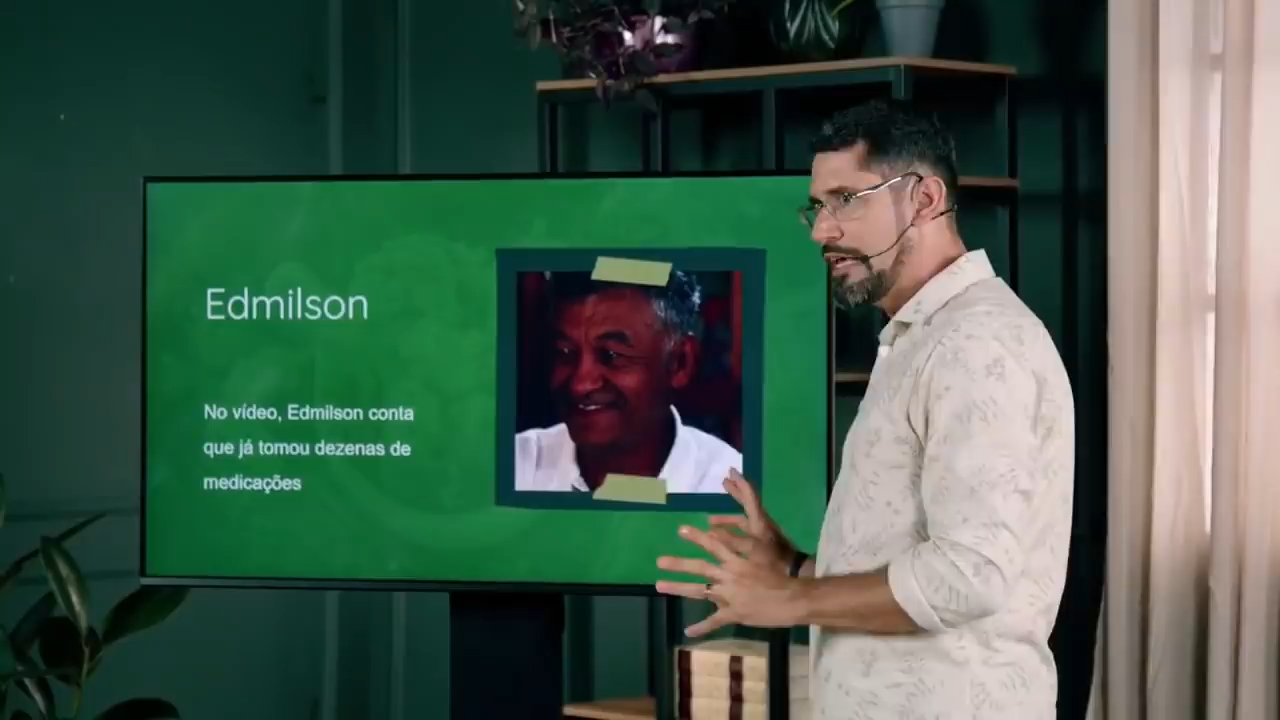 Edmilson
No vídeo, Edmilson conta
que já tomou dezenas de
medicações